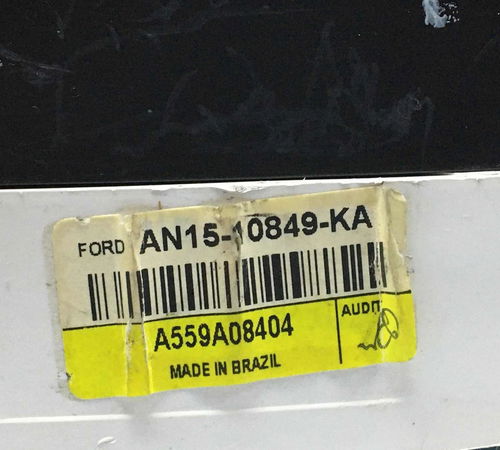 FORD AN15-10849-KA
A559A08404
AUDIT
MADE IN BRAZIL